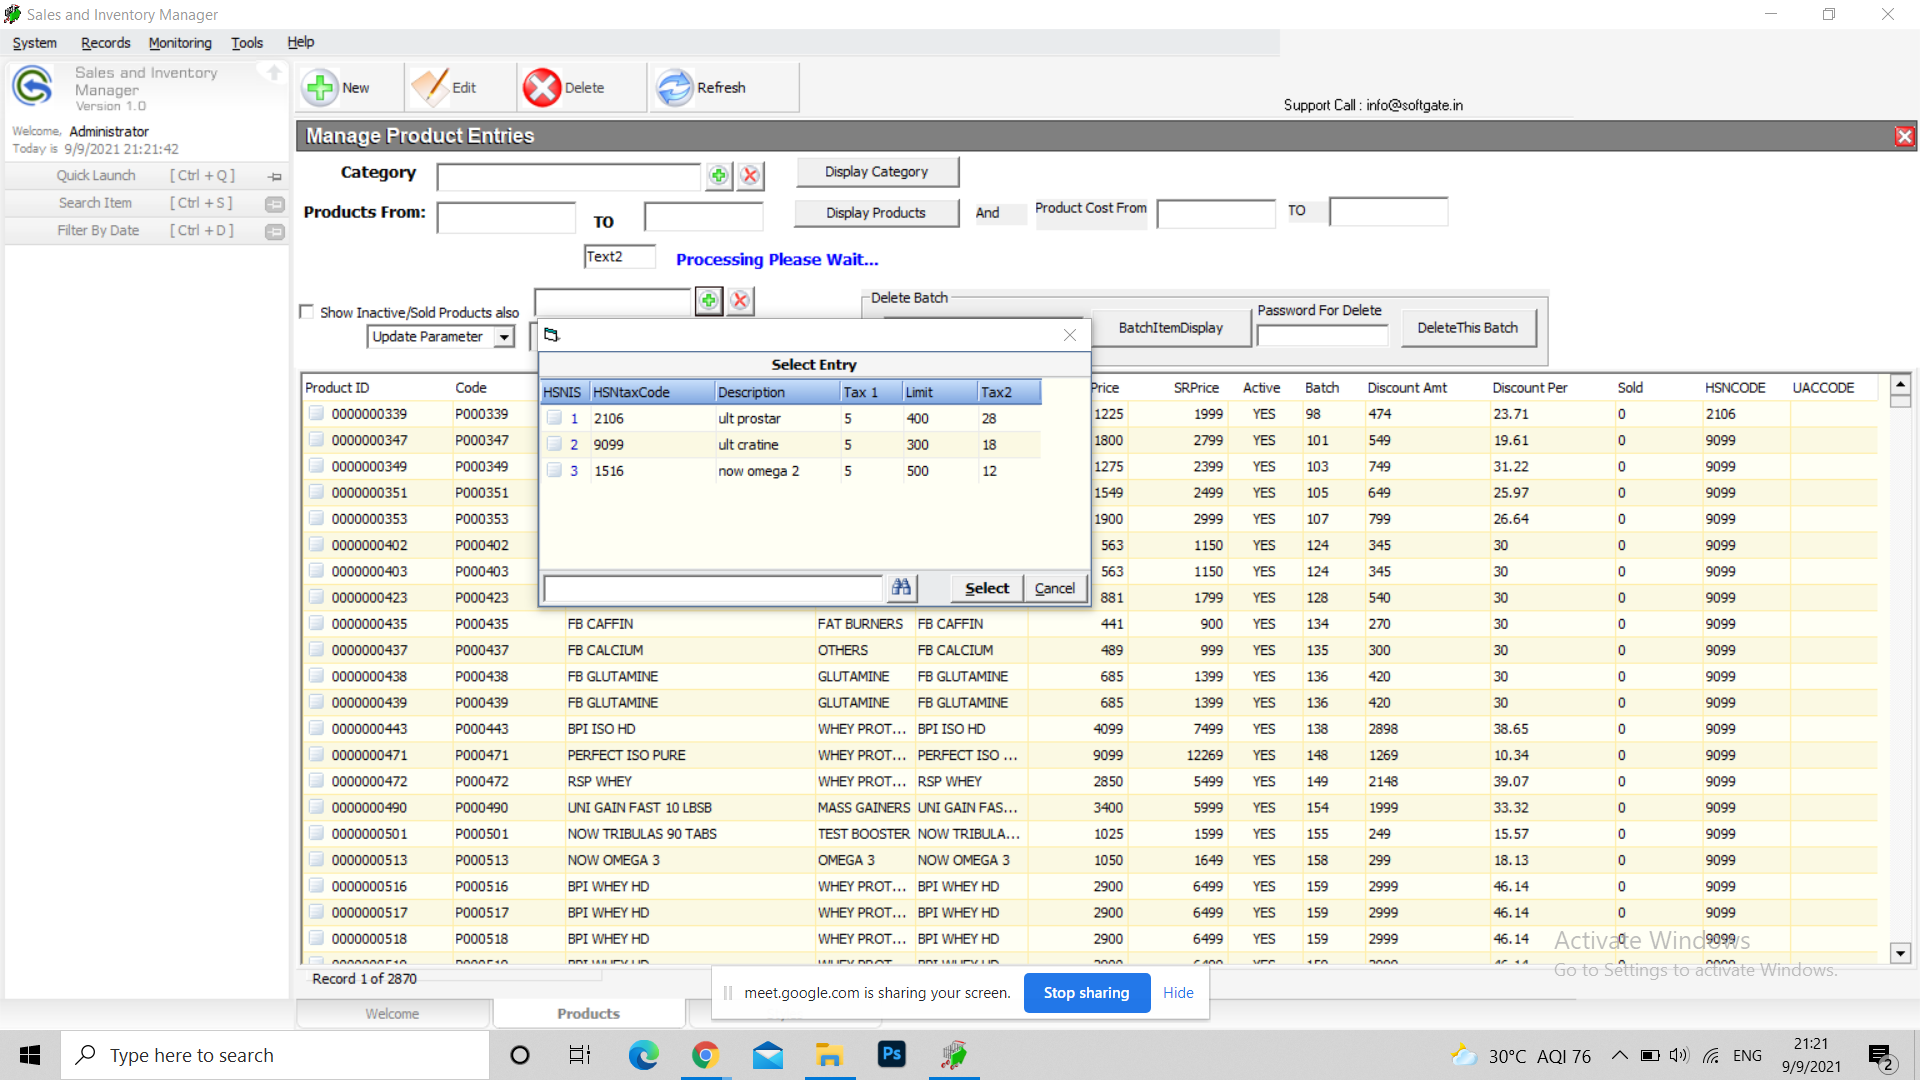 Sales and Inventory Manager
System Records Monitoring Tools Help
Sales and Inventory
Manager
Version 1.0
Welcome, Administrator
Today is 9/9/2021 21:21:42
Quick Launch [ Ctrl + Q ]
Search Item [ Ctrl + S ]
Filter By Date [ Ctrl + D ]
New Edit Delete Refresh
Support Call : info@softgate.in
Manage Product Entries
Category Display Category
Products From: TO Display Products And Product Cost From TO
Text2 Processing Please Wait...
Show Inactive/Sold Products also
Update Parameter
Delete Batch
BatchItemDisplay Password For Delete DeleteThis Batch
Select Entry
HSNIS HSNtaxCode Description Tax 1 Limit Tax2
1 2106 ult prostar 5 400 28
2 9099 ult cratine 5 300 18
3 1516 now omega 2 5 500 12
Select Cancel
Product ID Code Price SRPrice Active Batch Discount Amt Discount Per Sold HSNCODE UACCODE
0000000339 P000339 1225 1999 YES 98 474 23.71 0 2106
0000000347 P000347 1800 2799 YES 101 549 19.61 0 9099
0000000349 P000349 1275 2399 YES 103 749 31.22 0 9099
0000000351 P000351 1549 2499 YES 105 649 25.97 0 9099
0000000353 P000353 1900 2999 YES 107 799 26.64 0 9099
0000000402 P000402 563 1150 YES 124 345 30 0 9099
0000000403 P000403 563 1150 YES 124 345 30 0 9099
0000000423 P000423 881 1799 YES 128 540 30 0 9099
0000000435 P000435 FB CAFFIN FAT BURNERS FB CAFFIN 441 900 YES 134 270 30 0 9099
0000000437 P000437 FB CALCIUM OTHERS FB CALCIUM 489 999 YES 135 300 30 0 9099
0000000438 P000438 FB GLUTAMINE GLUTAMINE FB GLUTAMINE 685 1399 YES 136 420 30 0 9099
0000000439 P000439 FB GLUTAMINE GLUTAMINE FB GLUTAMINE 685 1399 YES 136 420 30 0 9099
0000000443 P000443 BPI ISO HD WHEY PROT... BPI ISO HD 4099 7499 YES 138 2898 38.65 0 9099
0000000471 P000471 PERFECT ISO PURE WHEY PROT... PERFECT ISO ... 9099 12269 YES 148 1269 10.34 0 9099
0000000472 P000472 RSP WHEY WHEY PROT... RSP WHEY 2850 5499 YES 149 2148 39.07 0 9099
0000000490 P000490 UNI GAIN FAST 10 LBSB MASS GAINERS UNI GAIN FAS... 3400 5999 YES 154 1999 33.32 0 9099
0000000501 P000501 NOW TRIBULAS 90 TABS TEST BOOSTER NOW TRIBULA... 1025 1599 YES 155 249 15.57 0 9099
0000000513 P000513 NOW OMEGA 3 OMEGA 3 NOW OMEGA 3 1050 1649 YES 158 299 18.13 0 9099
0000000516 P000516 BPI WHEY HD WHEY PROT... BPI WHEY HD 2900 6499 YES 159 2999 46.14 0 9099
0000000517 P000517 BPI WHEY HD WHEY PROT... BPI WHEY HD 2900 6499 YES 159 2999 46.14 0 9099
0000000518 P000518 BPI WHEY HD WHEY PROT... BPI WHEY HD 2900 6499 YES 159 2999 46.14 0 9099
Activate Windows
Go to Settings to activate Windows.
Record 1 of 2870
meet.google.com is sharing your screen. Stop sharing Hide
Welcome Products
Type here to search
Ps
30°C AQI 76 ENG
21:21
9/9/2021
2